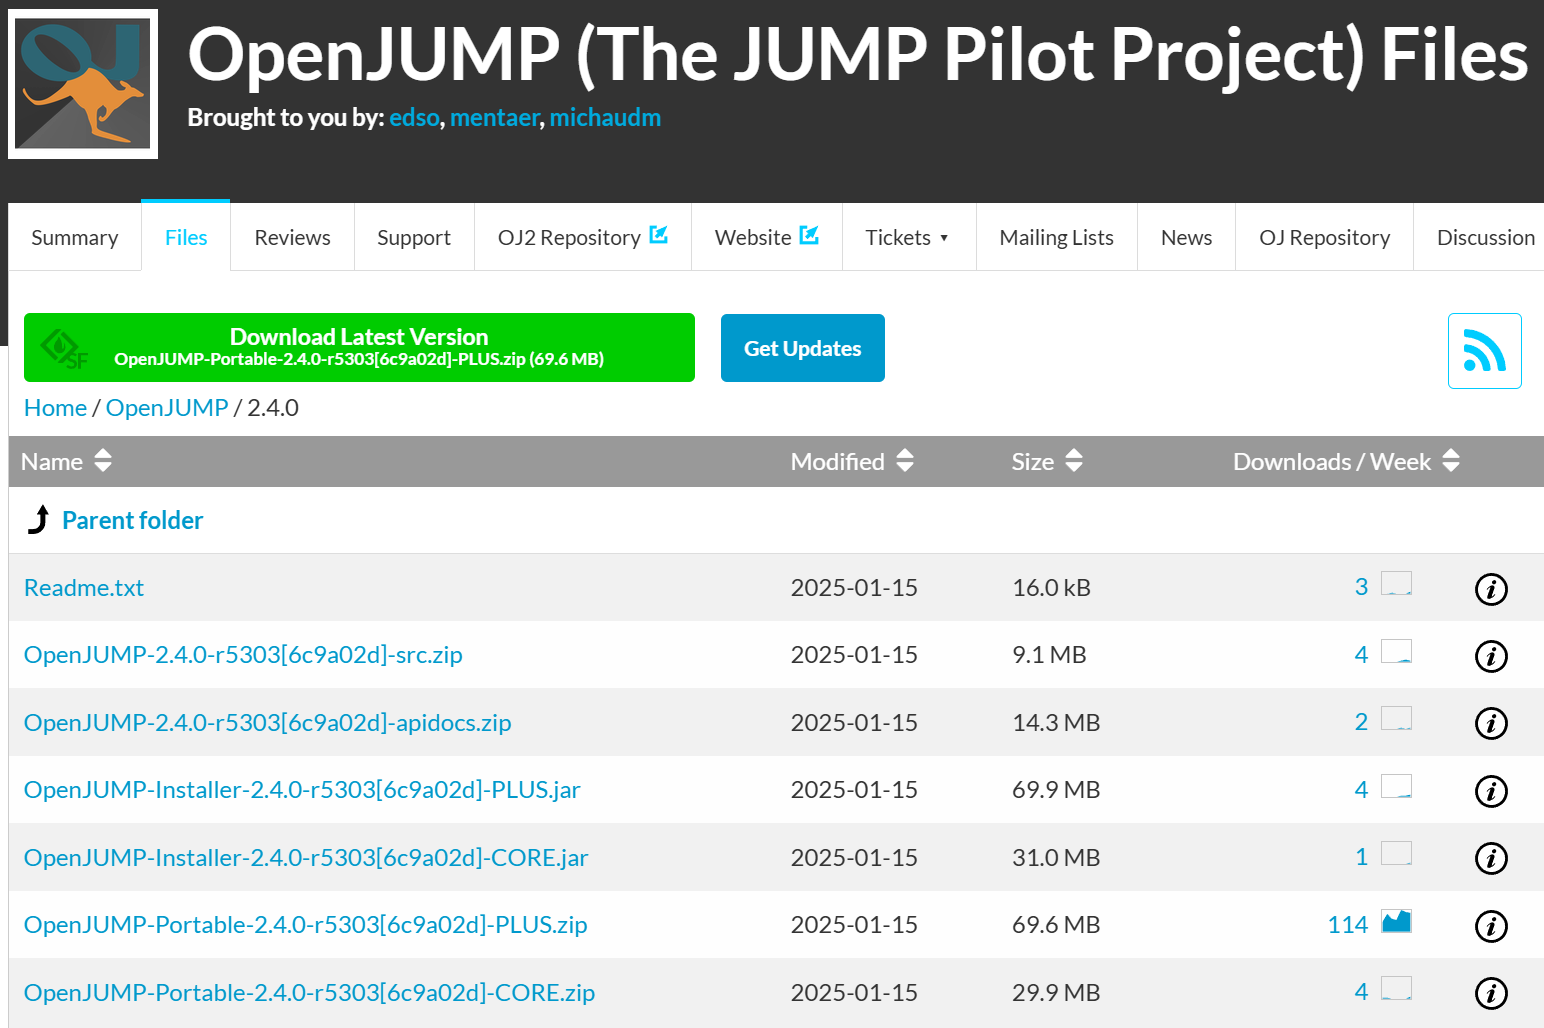 OJ
OpenJUMP (The JUMP Pilot Project) Files
Brought to you by: edso, mentaer, michaudm
Summary Files Reviews Support OJ2 Repository Website Tickets ▾ Mailing Lists News OJ Repository Discussion
SF
Download Latest Version
OpenJUMP-Portable-2.4.0-r5303[6c9a02d]-PLUS.zip (69.6 MB)
Get Updates
Home / OpenJUMP / 2.4.0
Name Modified Size Downloads / Week
Parent folder
Readme.txt 2025-01-15 16.0 kB 3 i
OpenJUMP-2.4.0-r5303[6c9a02d]-src.zip 2025-01-15 9.1 MB 4 i
OpenJUMP-2.4.0-r5303[6c9a02d]-apidocs.zip 2025-01-15 14.3 MB 2 i
OpenJUMP-Installer-2.4.0-r5303[6c9a02d]-PLUS.jar 2025-01-15 69.9 MB 4 i
OpenJUMP-Installer-2.4.0-r5303[6c9a02d]-CORE.jar 2025-01-15 31.0 MB 1 i
OpenJUMP-Portable-2.4.0-r5303[6c9a02d]-PLUS.zip 2025-01-15 69.6 MB 114 i
OpenJUMP-Portable-2.4.0-r5303[6c9a02d]-CORE.zip 2025-01-15 29.9 MB 4 i